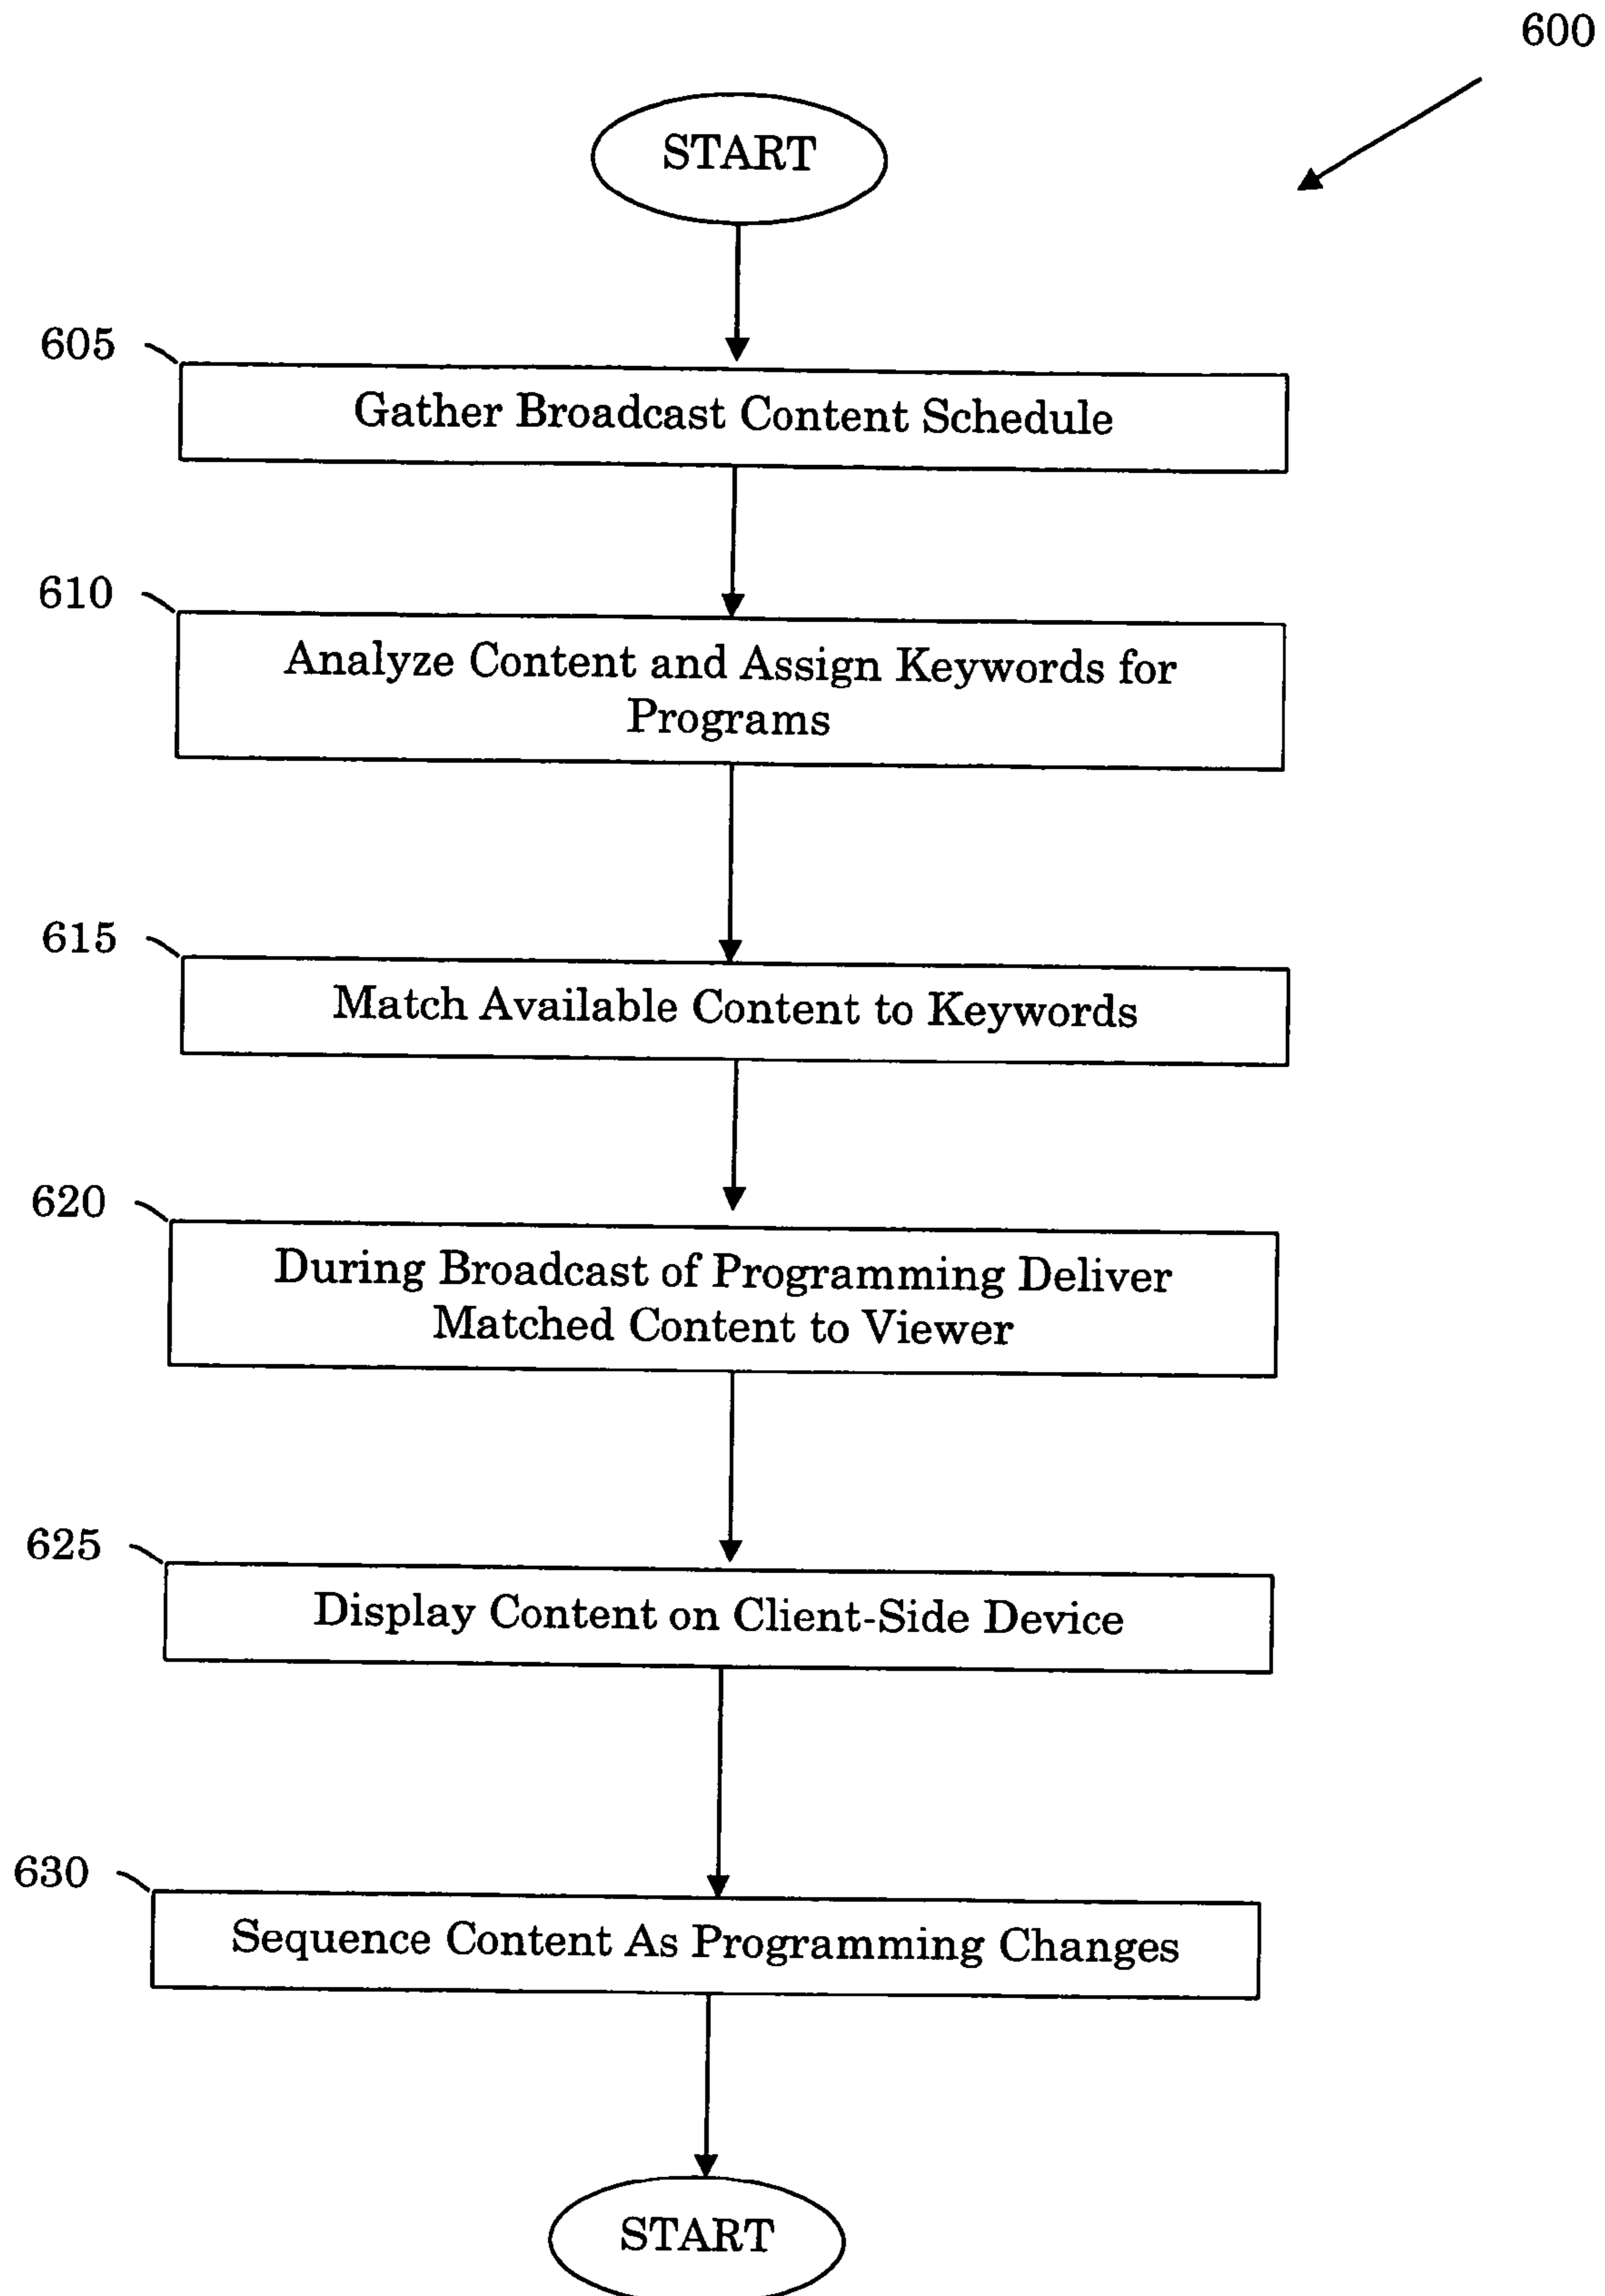 600
START
605
Gather Broadcast Content Schedule
610
Analyze Content and Assign Keywords for
Programs
615
Match Available Content to Keywords
620
During Broadcast of Programming Deliver
Matched Content to Viewer
625
Display Content on Client-Side Device
630
Sequence Content As Programming Changes
START